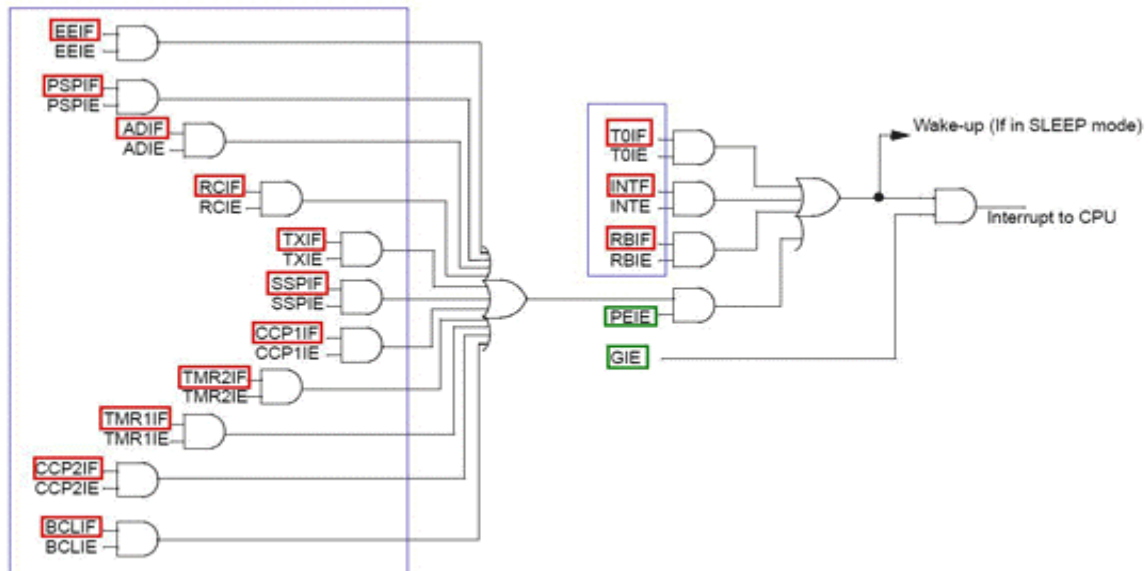 EEIF
EEIE
PSPIF
PSPIE
ADIF
ADIE
RCIF
RCIE
TXIF
TXIE
SSPIF
SSPIE
CCP1IF
CCP1IE
TMR2IF
TMR2IE
TMR1IF
TMR1IE
CCP2IF
CCP2IE
BCLIF
BCLIE
T0IF
T0IE
INTF
INTE
RBIF
RBIE
PEIE
GIE
Wake-up (If in SLEEP mode)
Interrupt to CPU